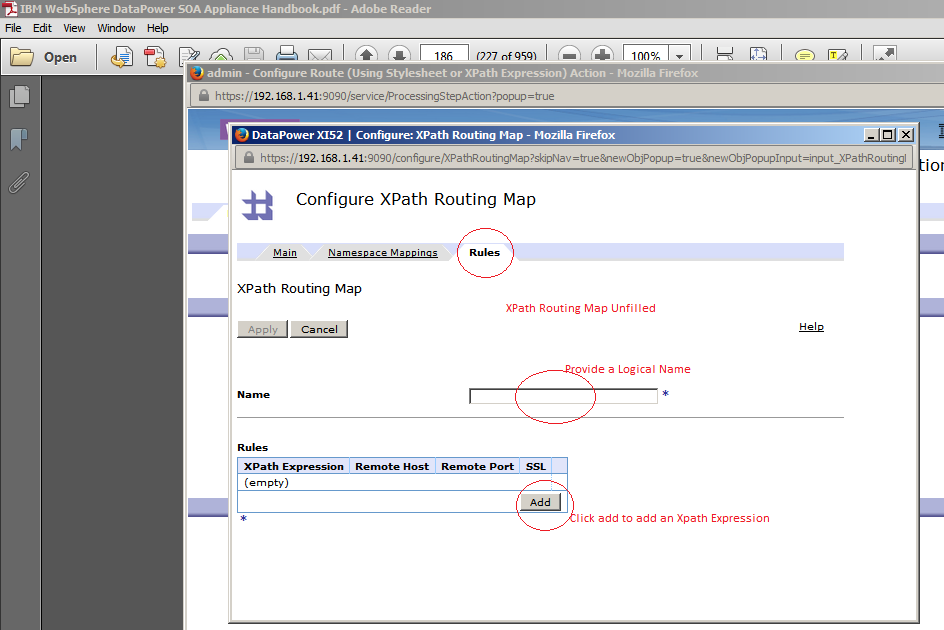 IBM WebSphere DataPower SOA Appliance Handbook.pdf - Adobe Reader
File Edit View Window Help
Open
186 (227 of 959) 100%
admin - Configure Route (Using Stylesheet or XPath Expression) Action - Mozilla Firefox
https://192.168.1.41:9090/service/ProcessingStepAction?popup=true
DataPower XI52 | Configure: XPath Routing Map - Mozilla Firefox
https://192.168.1.41:9090/configure/XPathRoutingMap?skipNav=true&newObjPopup=true&newObjPopupInput=input_XPathRouting
tion
Configure XPath Routing Map
Main Namespace Mappings Rules
XPath Routing Map
XPath Routing Map Unfilled
Apply Cancel
Help
Provide a Logical Name
Name *
Rules
XPath Expression Remote Host Remote Port SSL
(empty)
Add
* Click add to add an Xpath Expression